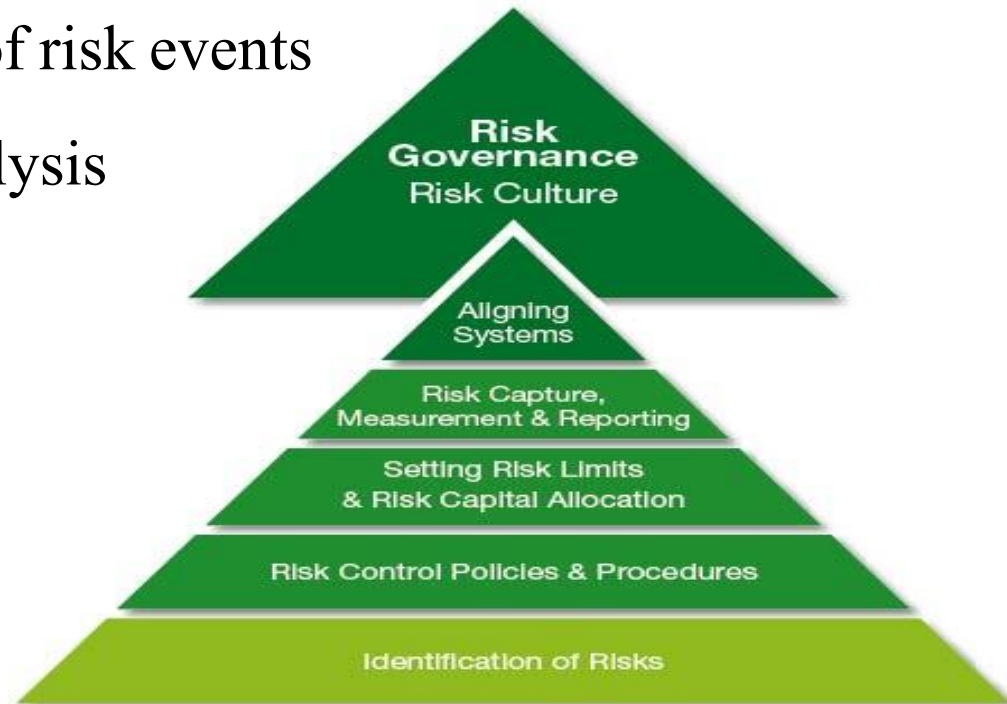 of risk events
lysis
Risk
Governance
Risk Culture
Aligning
Systems
Risk Capture,
Measurement & Reporting
Setting Risk Limits
& Risk Capital Allocation
Risk Control Policies & Procedures
Identification of Risks